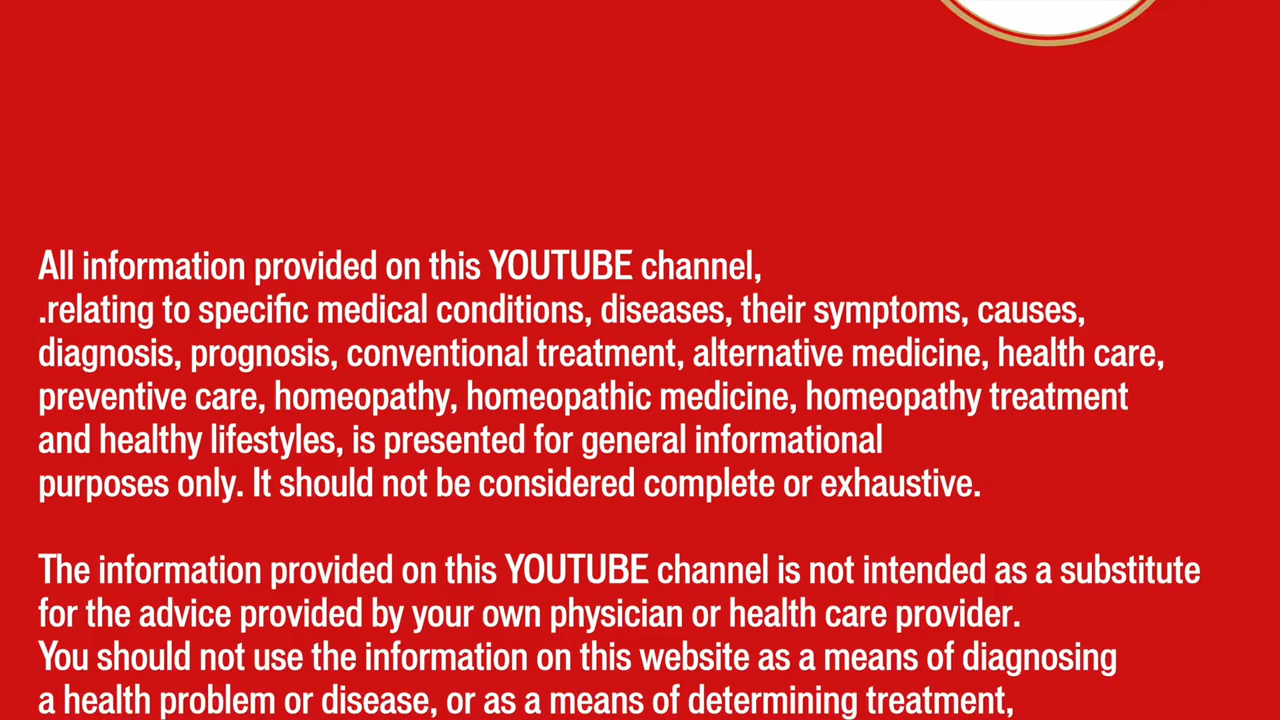 All information provided on this YOUTUBE channel,
.relating to specific medical conditions, diseases, their symptoms, causes,
diagnosis, prognosis, conventional treatment, alternative medicine, health care,
preventive care, homeopathy, homeopathic medicine, homeopathy treatment
and healthy lifestyles, is presented for general informational
purposes only. It should not be considered complete or exhaustive.
The information provided on this YOUTUBE channel is not intended as a substitute
for the advice provided by your own physician or health care provider.
You should not use the information on this website as a means of diagnosing
a health problem or disease, or as a means of determining treatment,